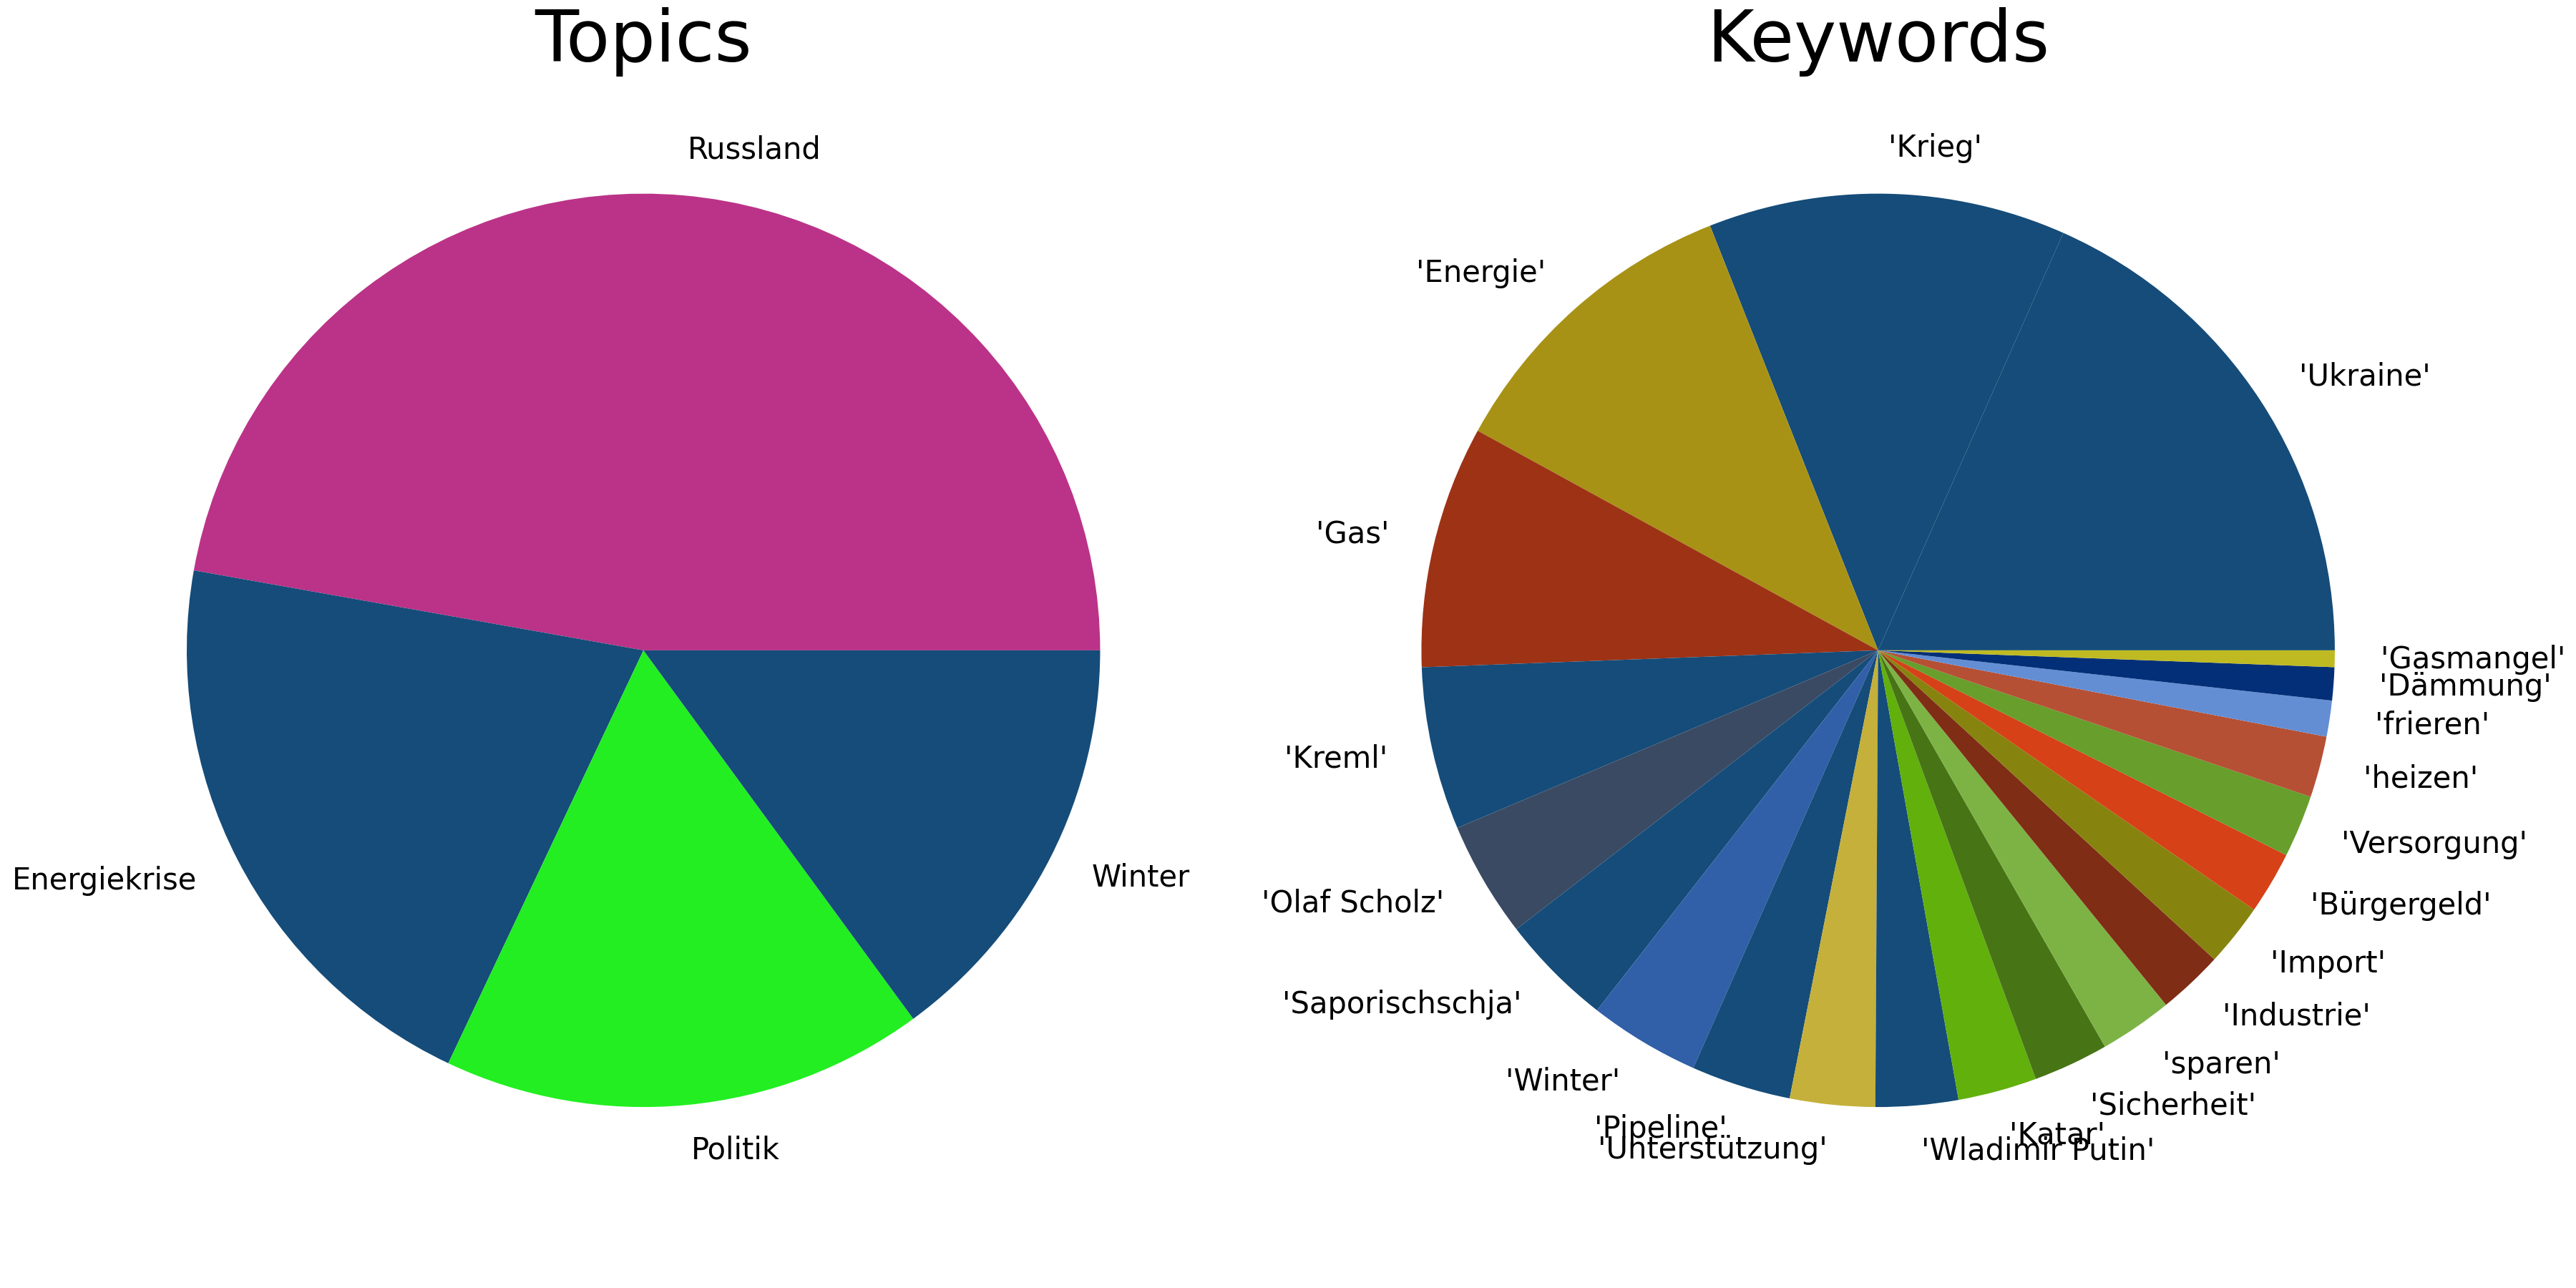 Topics
Russland
Energiekrise
Winter
Politik
Keywords
'Krieg'
'Energie'
'Ukraine'
'Gas'
'Gasmangel'
'Dämmung'
'frieren'
'Kreml'
'heizen'
'Versorgung'
'Olaf Scholz'
'Bürgergeld'
'Import'
'Saporischschja'
'Industrie'
'sparen'
'Winter'
'Sicherheit'
'Pipeline'
'Katar'
'Unterstützung'
'Wladimir Putin'